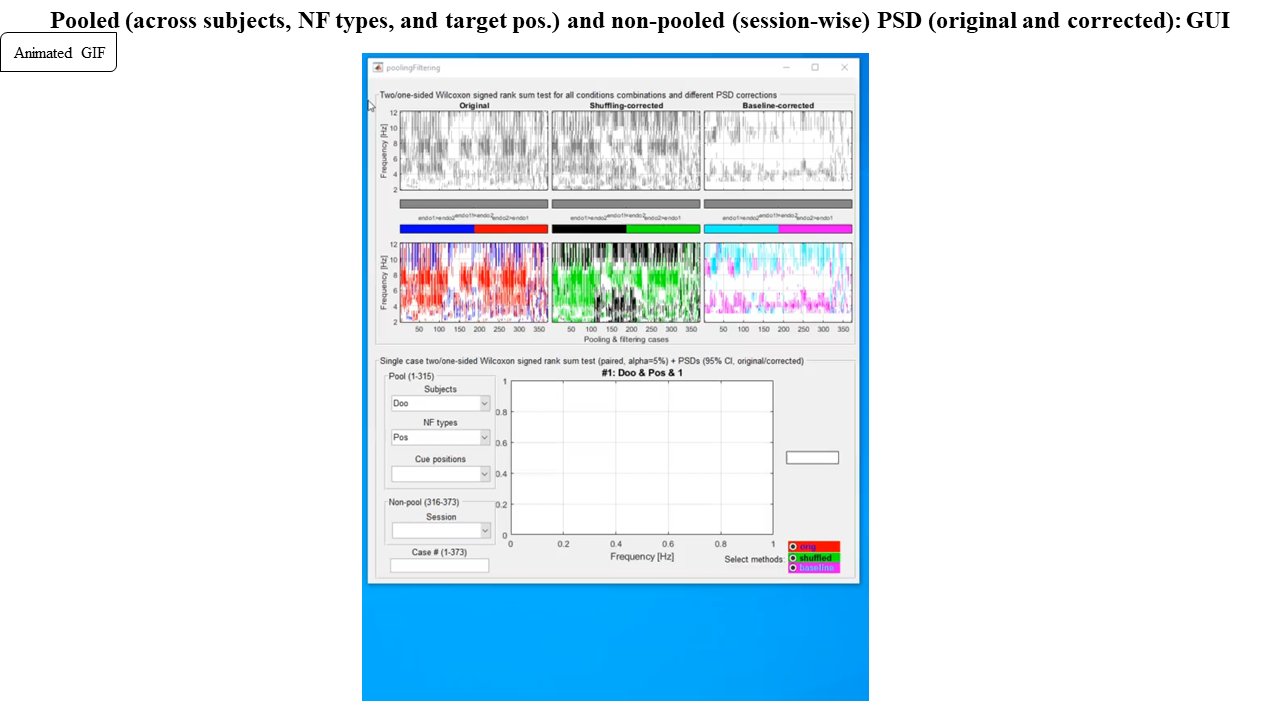 Pooled (across subjects, NF types, and target pos.) and non-pooled (session-wise) PSD (original and corrected): GUI
Animated GIF
poolingFiltering
Two/one-sided Wilcoxon signed rank sum test for all conditions combinations and different PSD corrections
Original Shuffling-corrected Baseline-corrected
Frequency [Hz]
12
10
8
6
4
2
endo1>endo2 endo1!=endo2 endo2>endo1 endo1>endo2 endo1!=endo2 endo2>endo1 endo1>endo2 endo1!=endo2 endo2>endo1
Frequency [Hz]
12
10
8
6
4
2
50 100 150 200 250 300 350 50 100 150 200 250 300 350 50 100 150 200 250 300 350
Pooling & filtering cases
Single case two/one-sided Wilcoxon signed rank sum test (paired, alpha=5%) + PSDs (95% CI, original/corrected)
Pool (1-315)
Subjects
Doo
NF types
Pos
Cue positions
Non-pool (316-373)
Session
Case # (1-373)
#1: Doo & Pos & 1
1
0.8
0.6
0.4
0.2
0
0 0.2 0.4 0.6 0.8 1
Frequency [Hz]
Select methods:
orig
shuffled
baseline